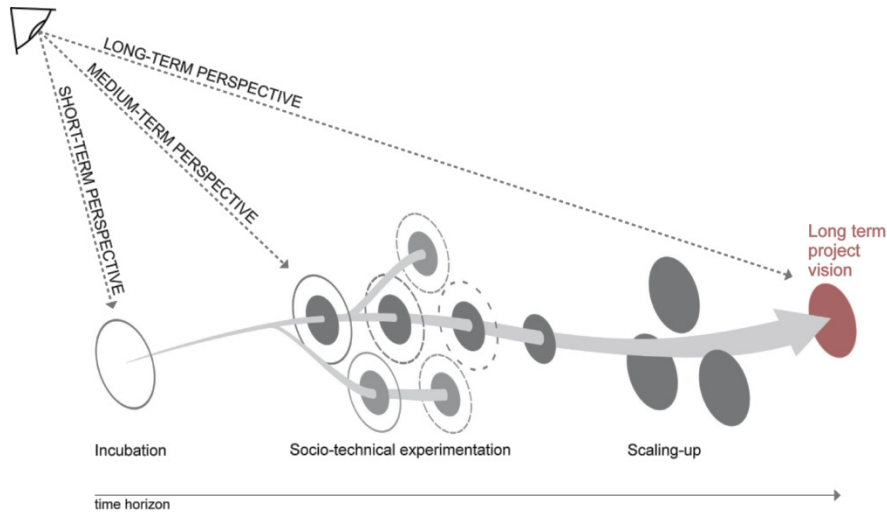 LONG-TERM PERSPECTIVE
MEDIUM-TERM PERSPECTIVE
SHORT-TERM PERSPECTIVE
Long term
project
vision
Incubation
Socio-technical experimentation
Scaling-up
time horizon